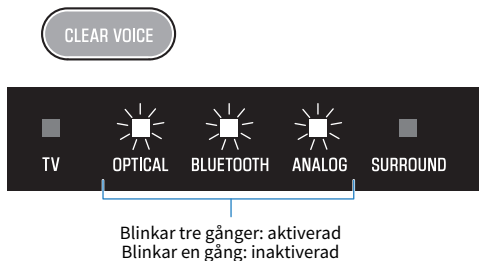 CLEAR VOICE
TV OPTICAL BLUETOOTH ANALOG SURROUND
Blinkar tre gånger: aktiverad
Blinkar en gång: inaktiverad